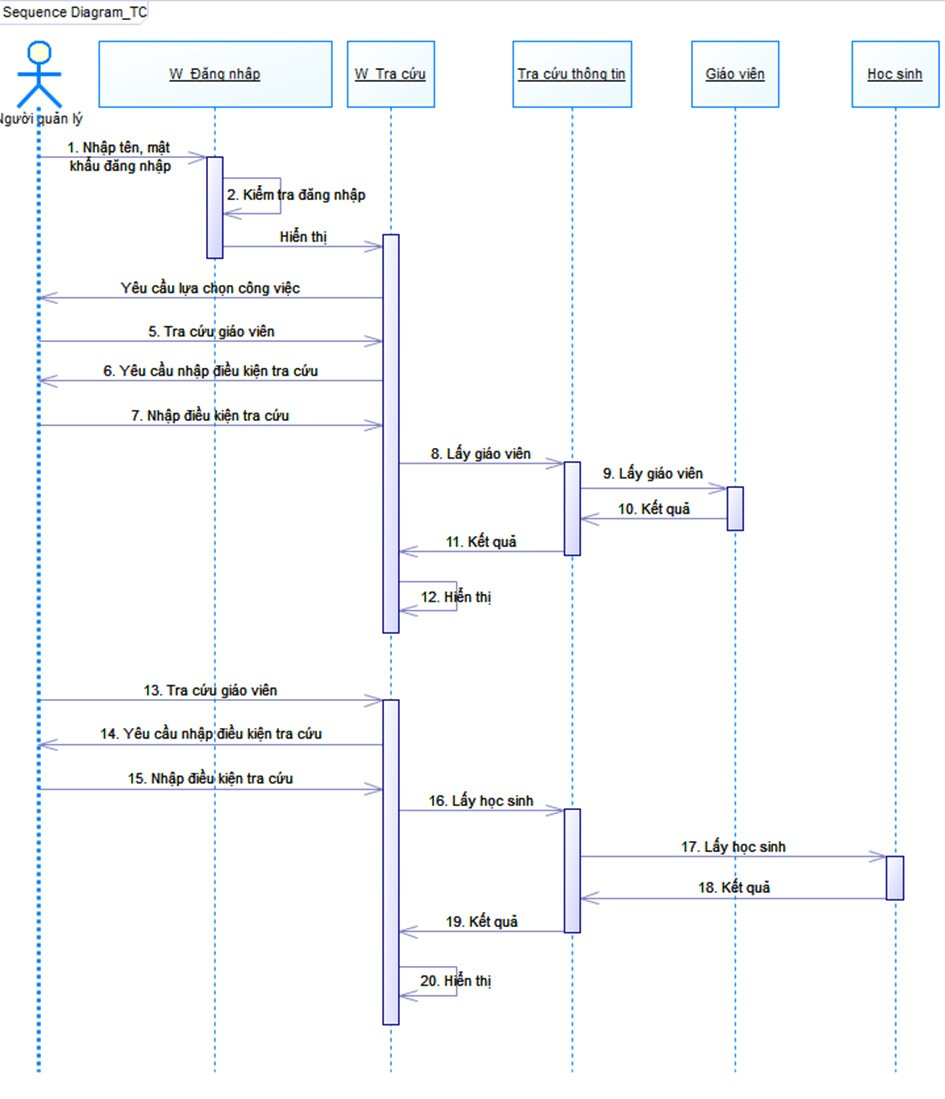 Sequence Diagram_TC
W_Đăng nhập
W_Tra cứu
Tra cứu thông tin
Giáo viên
Học sinh
Người quản lý
1. Nhập tên, mật
khẩu đăng nhập
2. Kiểm tra đăng nhập
Hiển thị
Yêu cầu lựa chọn công việc
5. Tra cứu giáo viên
6. Yêu cầu nhập điều kiện tra cứu
7. Nhập điều kiện tra cứu
8. Lấy giáo viên
9. Lấy giáo viên
10. Kết quả
11. Kết quả
12. Hiển thị
13. Tra cứu giáo viên
14. Yêu cầu nhập điều kiện tra cứu
15. Nhập điều kiện tra cứu
16. Lấy học sinh
17. Lấy học sinh
18. Kết quả
19. Kết quả
20. Hiển thị